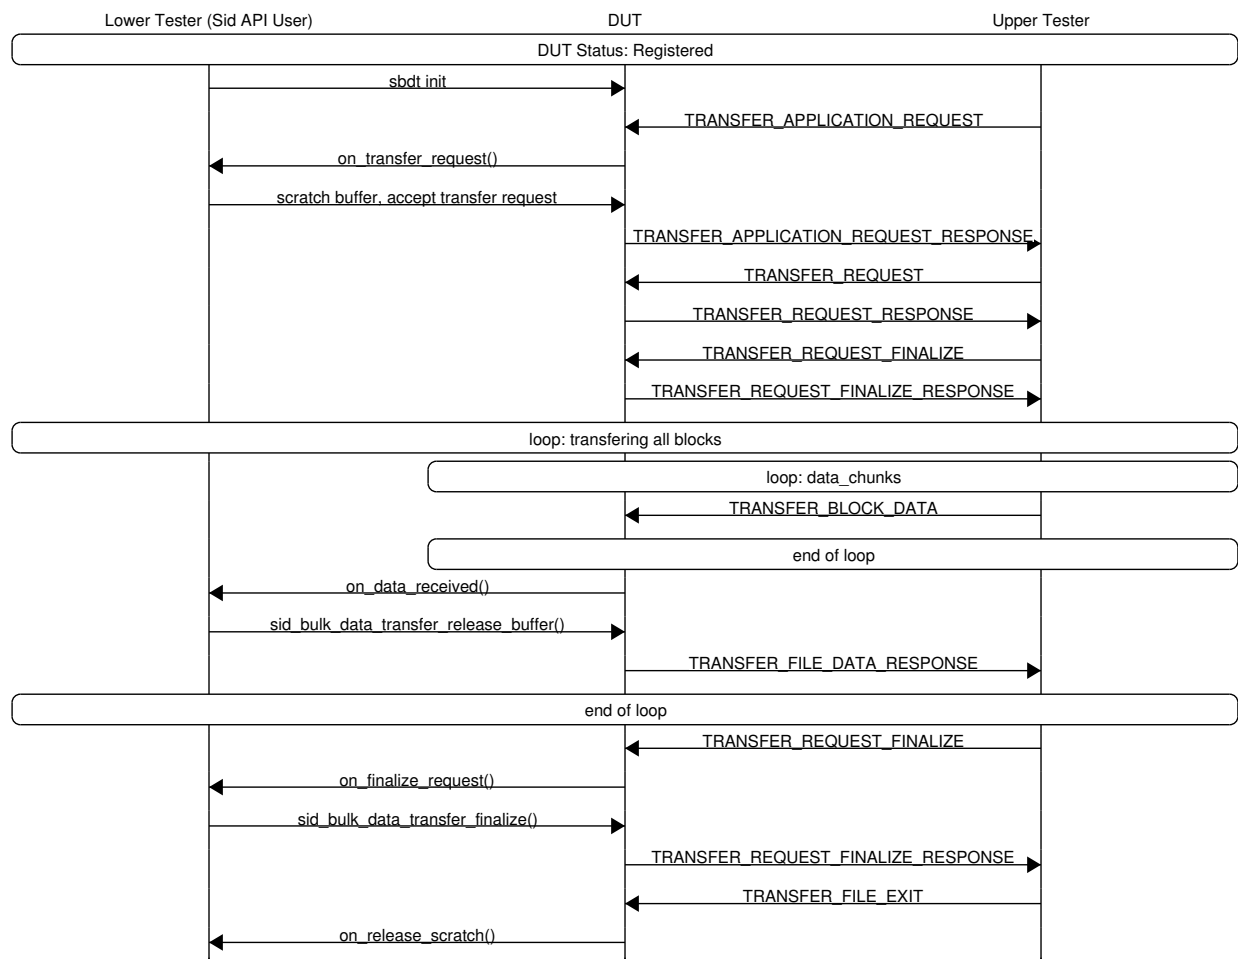 Lower Tester (Sid API User)
DUT
Upper Tester
DUT Status: Registered
sbdt init
TRANSFER_APPLICATION_REQUEST
on_transfer_request()
scratch buffer, accept transfer request
TRANSFER_APPLICATION_REQUEST_RESPONSE
TRANSFER_REQUEST
TRANSFER_REQUEST_RESPONSE
TRANSFER_REQUEST_FINALIZE
TRANSFER_REQUEST_FINALIZE_RESPONSE
loop: transfering all blocks
loop: data_chunks
TRANSFER_BLOCK_DATA
end of loop
on_data_received()
sid_bulk_data_transfer_release_buffer()
TRANSFER_FILE_DATA_RESPONSE
end of loop
TRANSFER_REQUEST_FINALIZE
on_finalize_request()
sid_bulk_data_transfer_finalize()
TRANSFER_REQUEST_FINALIZE_RESPONSE
TRANSFER_FILE_EXIT
on_release_scratch()